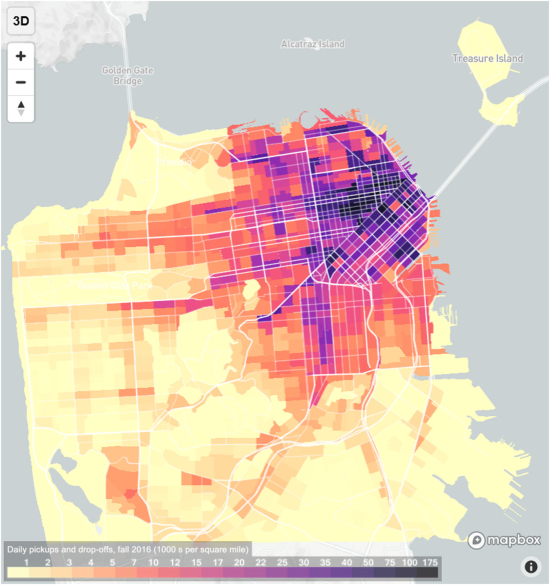 3D
Alcatraz Island
Treasure Island
+
Golden Gate
Bridge
−
mapbox
Daily pickups and drop-offs, fall 2016 (1000 s per square mile)
1 2 3 4 5 7 10 12 15 17 20 22 25 30 35 50 75 100 175
i